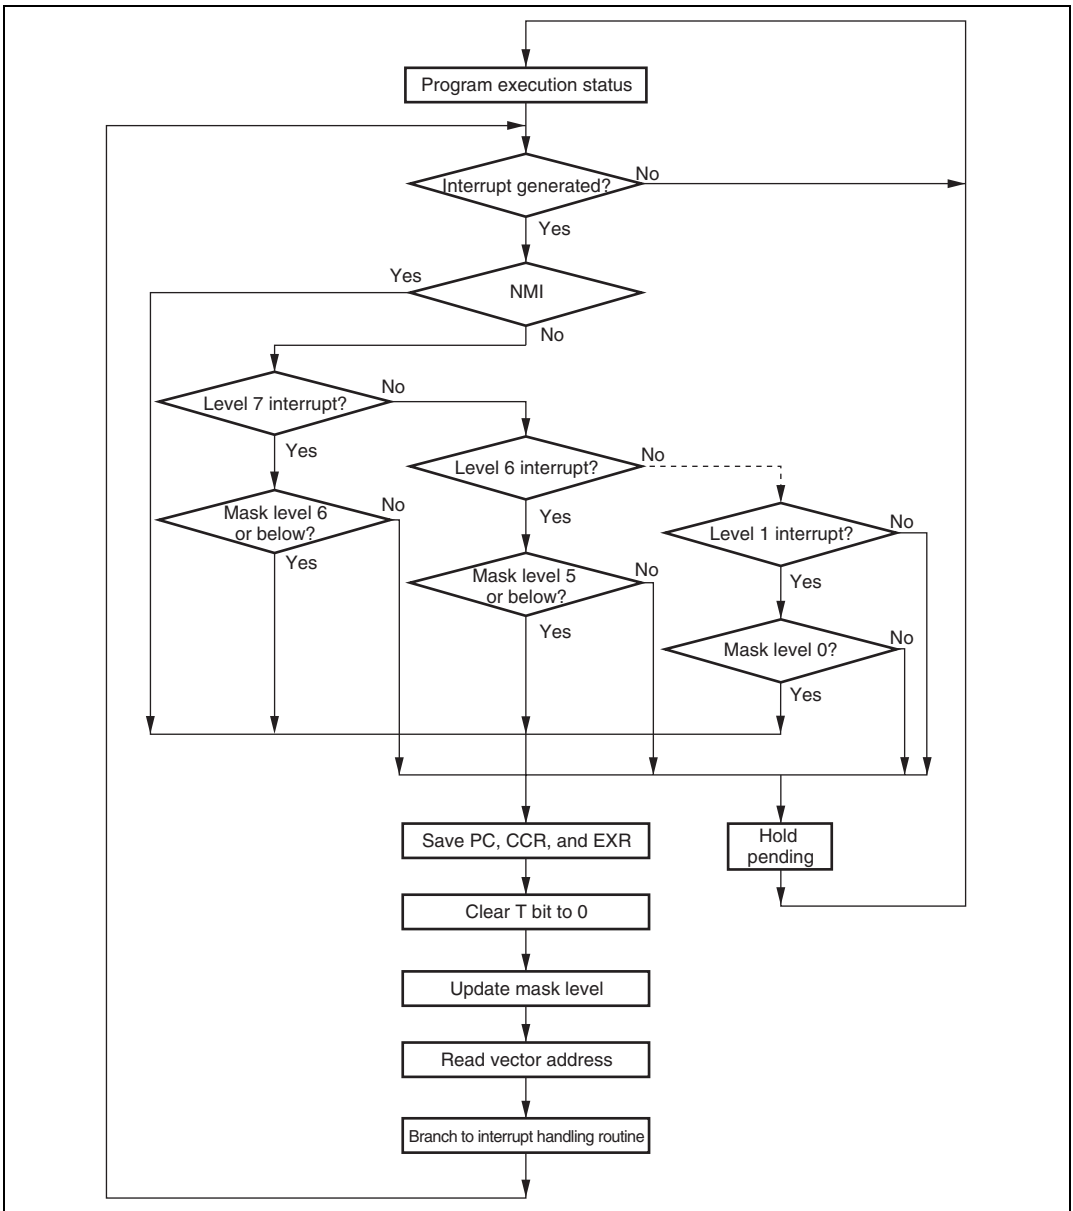 Program execution status
Interrupt generated?
No
Yes
Yes
NMI
No
Level 7 interrupt?
No
Yes
Level 6 interrupt?
No
Mask level 6
or below?
No
Yes
Yes
Level 1 interrupt?
No
Mask level 5
or below?
No
Yes
Yes
Mask level 0?
No
Yes
Save PC, CCR, and EXR
Hold
pending
Clear T bit to 0
Update mask level
Read vector address
Branch to interrupt handling routine